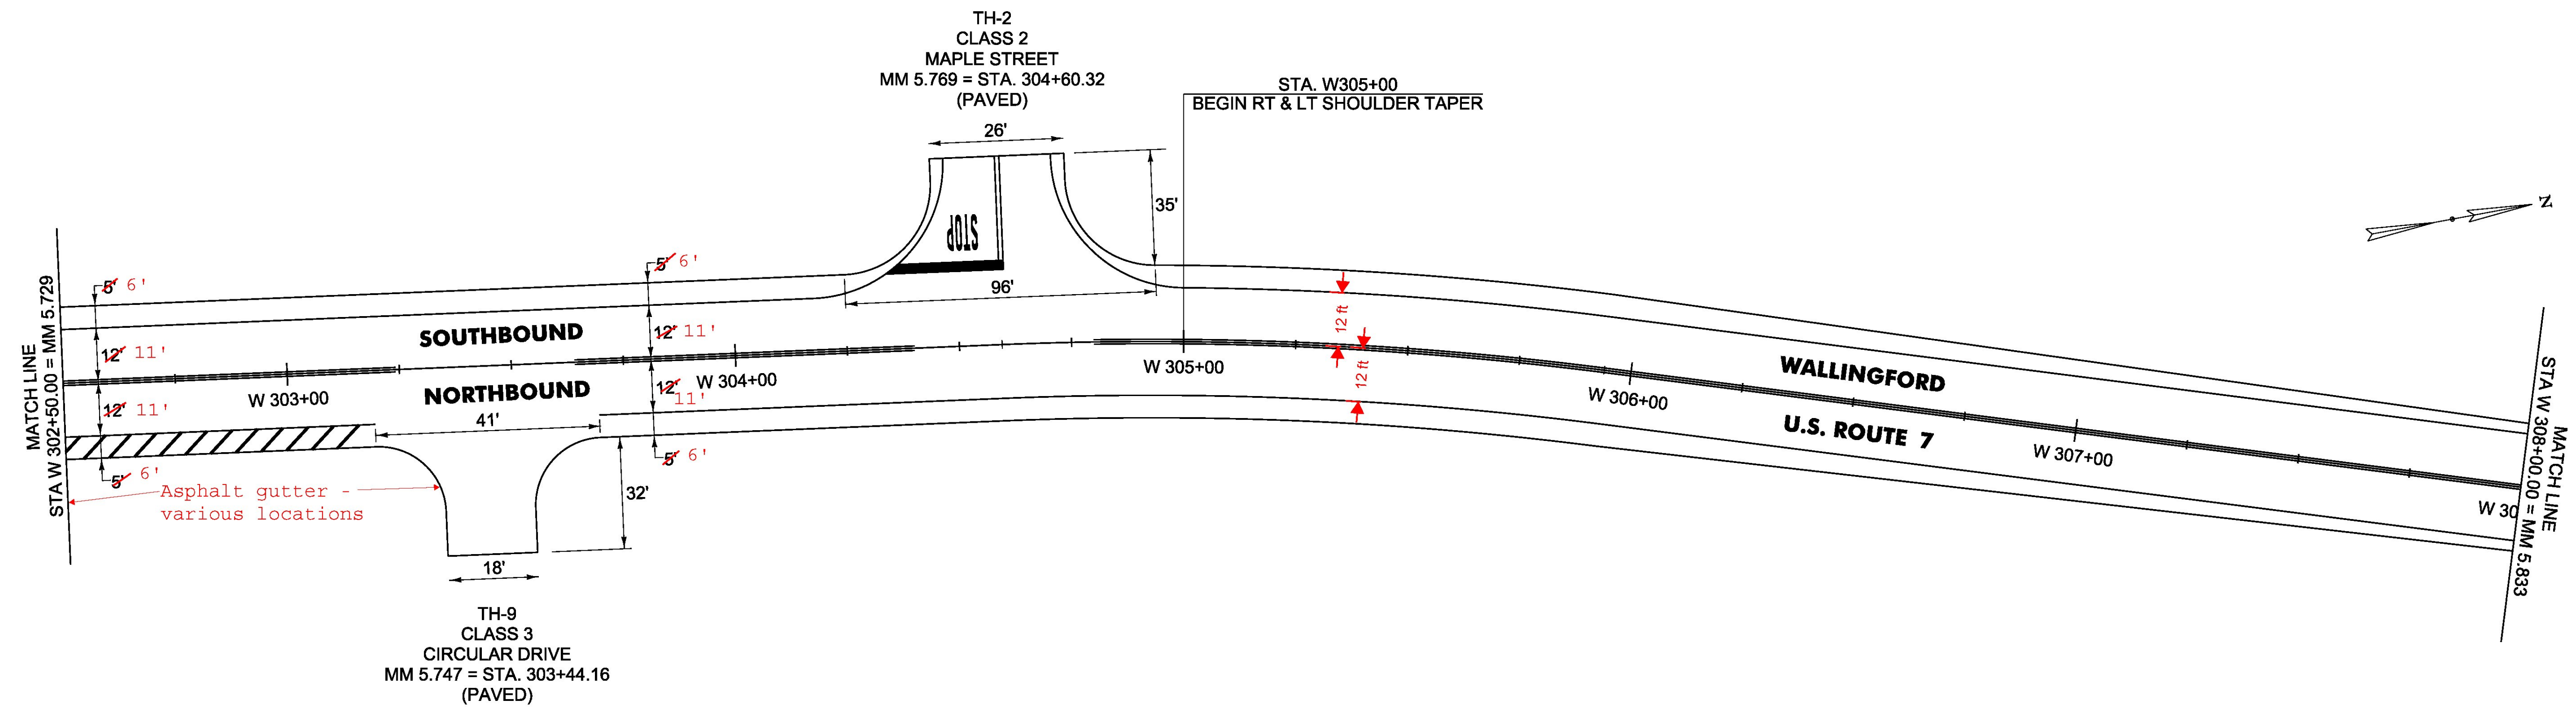 TH-2
CLASS 2
MAPLE STREET
MM 5.769 = STA. 304+60.32
(PAVED)
26'
STA. W305+00
BEGIN RT & LT SHOULDER TAPER
35'
STOP
96'
N
5' 6'
5' 6'
12' 11'
12' 11'
SOUTHBOUND
NORTHBOUND
12' 11'
12'
11'
W 303+00
W 304+00
W 305+00
W 306+00
W 307+00
W 30
12 ft
12 ft
WALLINGFORD
U.S. ROUTE 7
41'
5' 6'
5' 6'
Asphalt gutter -
various locations
32'
18'
TH-9
CLASS 3
CIRCULAR DRIVE
MM 5.747 = STA. 303+44.16
(PAVED)
MATCH LINE
STA W 302+50.00 = MM 5.729
MATCH LINE
STA W 308+00.00 = MM 5.833